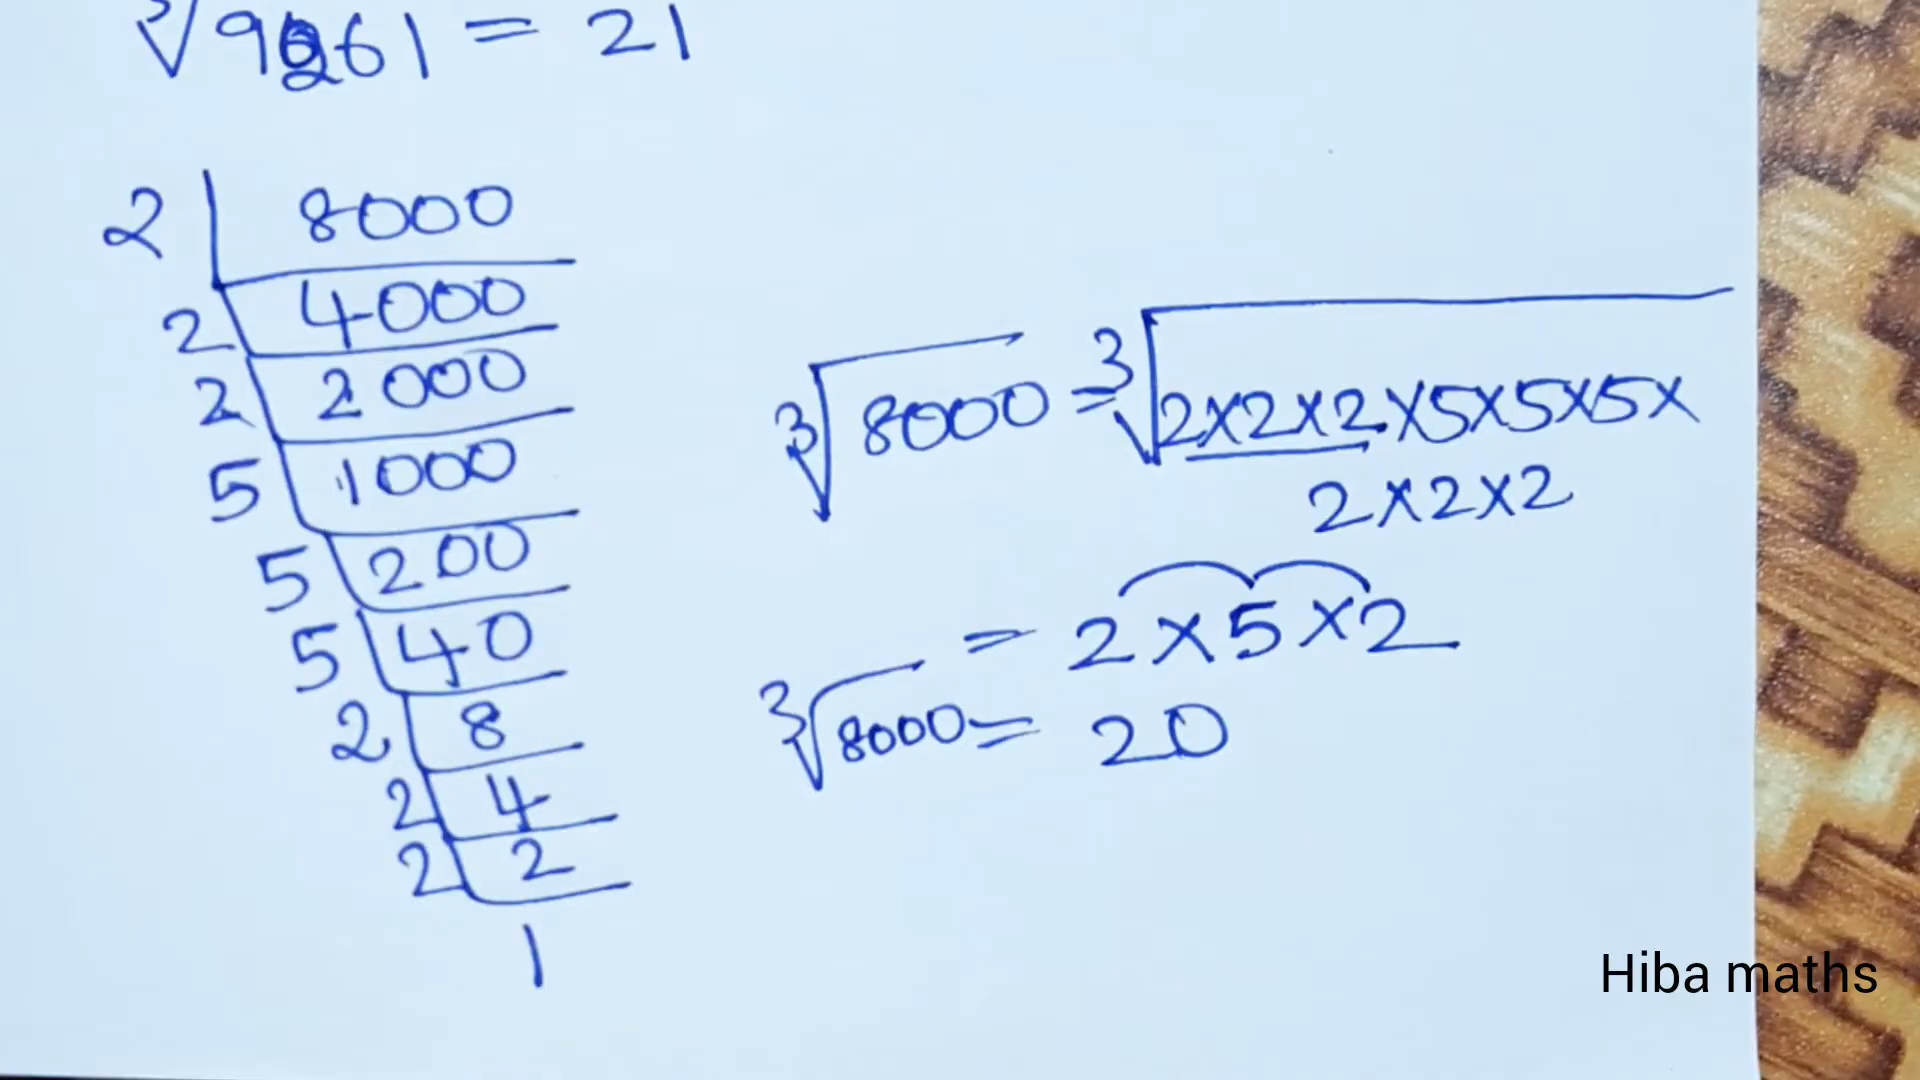 ∛9261 = 21
2 | 8000
2 | 4000
2 | 2000
5 | 1000
5 | 200
5 | 40
2 | 8
2 | 4
2 | 2
1
∛8000 = ∛2×2×2×5×5×5×
2×2×2
= 2×5×2
∛8000 = 20
Hiba maths